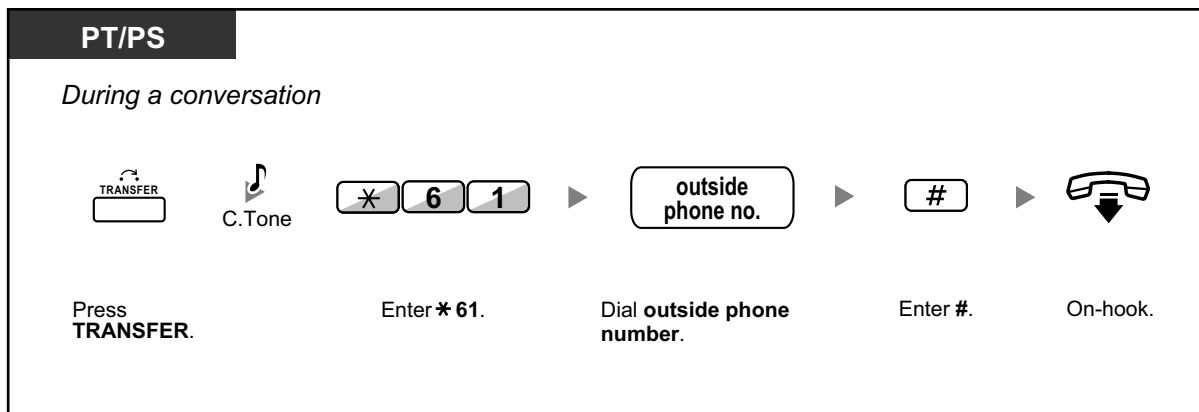 PT/PS
During a conversation
TRANSFER
C.Tone
* 6 1
outside
phone no.
#
Press
TRANSFER.
Enter * 61.
Dial outside phone
number.
Enter #.
On-hook.